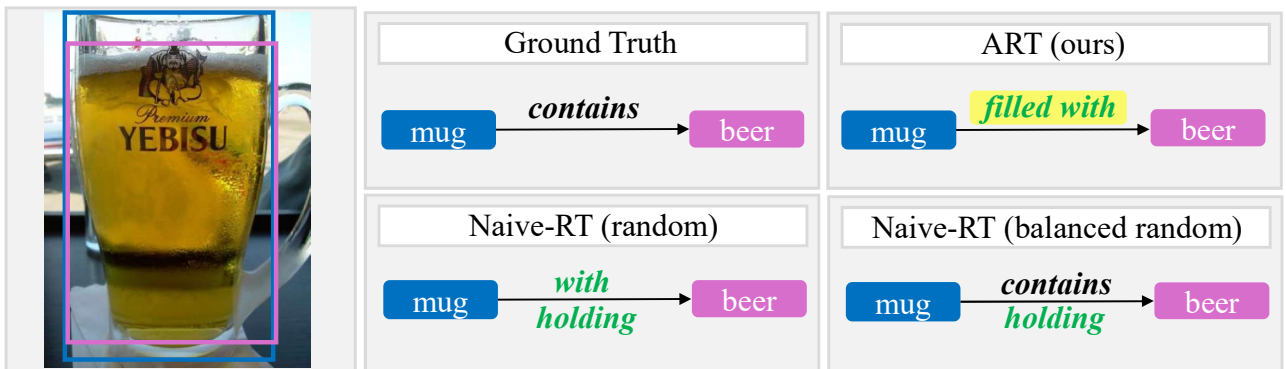 Premium
YEBISU
Ground Truth
mug
contains
beer
ART (ours)
mug
filled with
beer
Naive-RT (random)
mug
with
holding
beer
Naive-RT (balanced random)
mug
contains
holding
beer